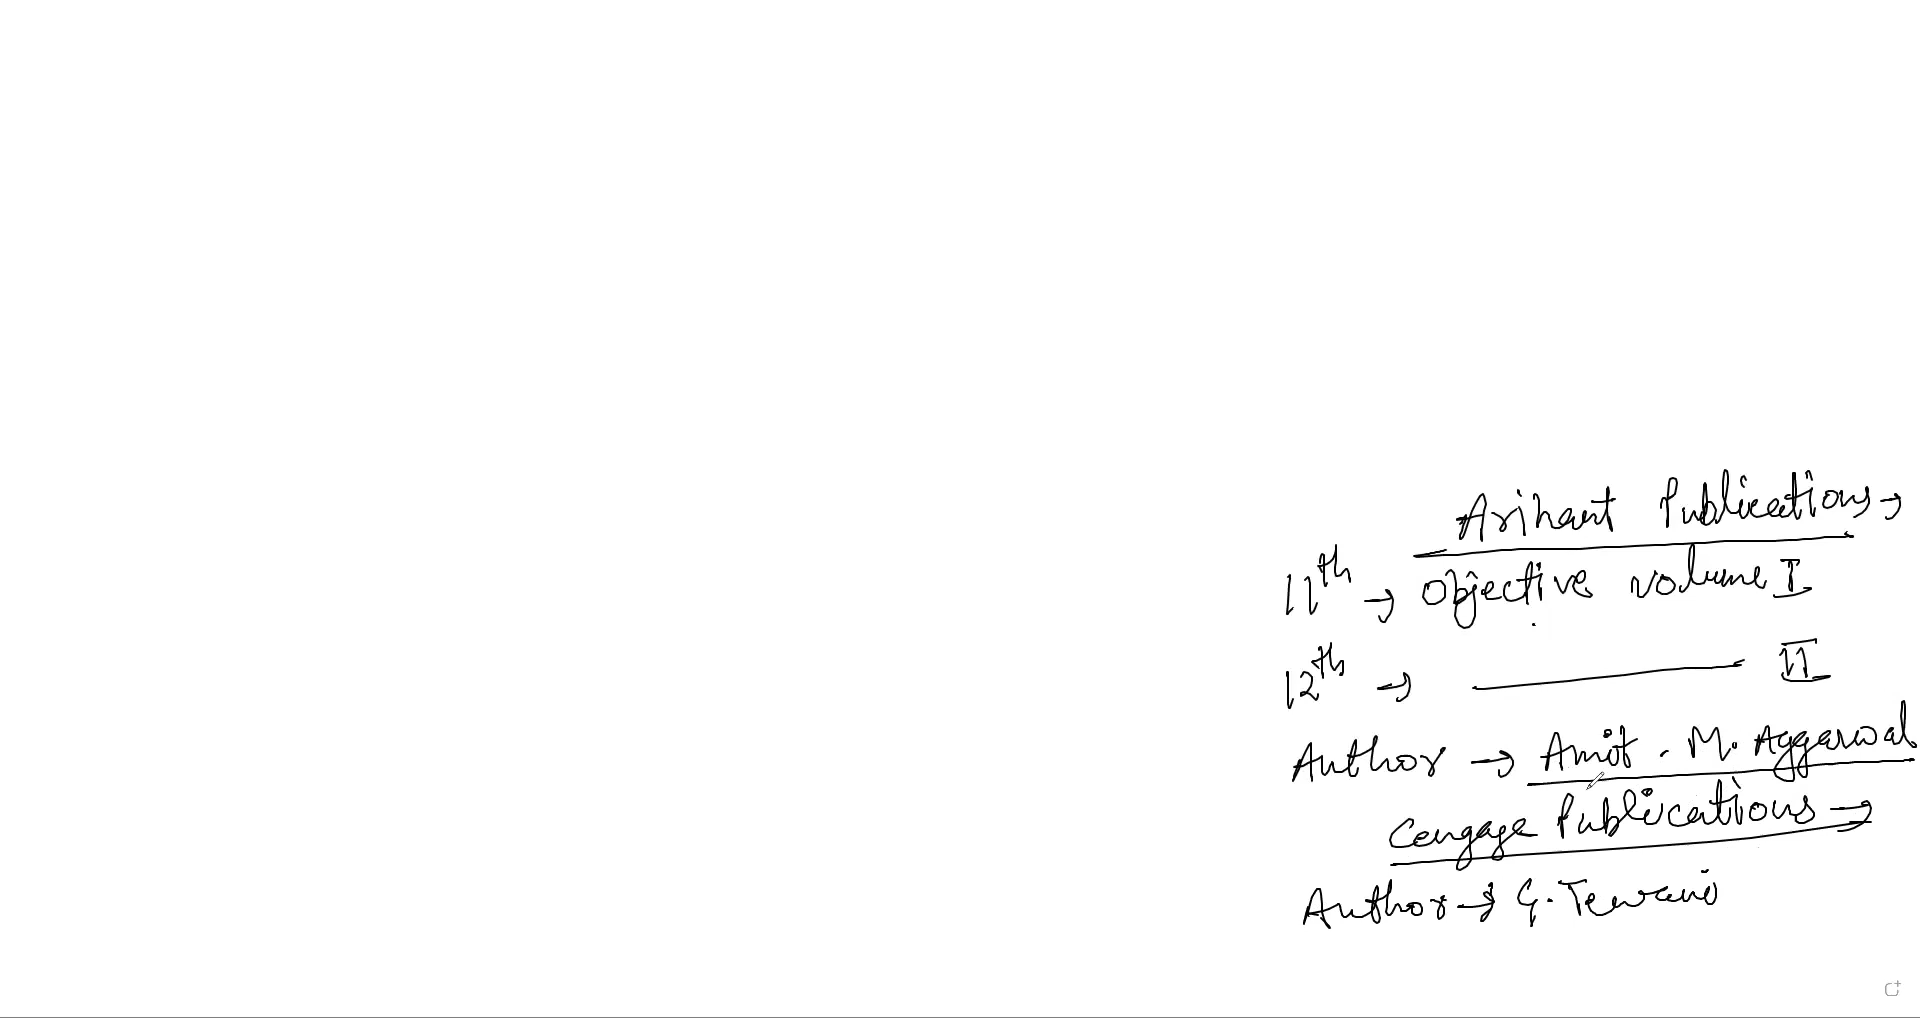 Arihant Publications →
11th → Objective volume I
12th → —— II
Author → Amit . M. Aggarwal
Cengage Publications →
Author → G. Tewani